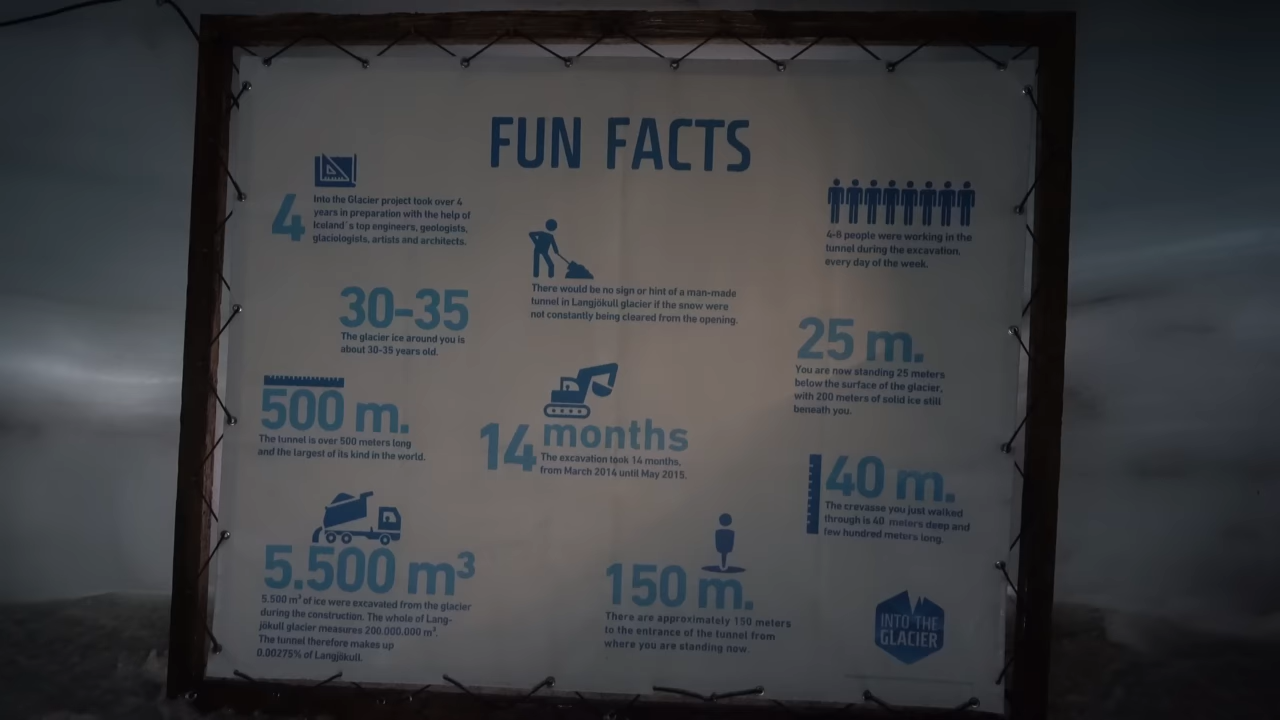 FUN FACTS
4
Into the Glacier project took over 4
years in preparation with the help of
Iceland´s top engineers, geologists,
glaciologists, artists and architects.
There would be no sign or hint of a man-made
tunnel in Langjökull glacier if the snow were
not constantly being cleared from the opening.
4-8 people were working in the
tunnel during the excavation,
every day of the week.
30-35
The glacier ice around you is
about 30-35 years old.
25 m.
You are now standing 25 meters
below the surface of the glacier,
with 200 meters of solid ice still
beneath you.
500 m.
The tunnel is over 500 meters long
and the largest of its kind in the world.
14 months
The excavation took 14 months,
from March 2014 until May 2015.
40 m.
The crevasse you just walked
through is 40 meters deep and
few hundred meters long.
5.500 m³
5.500 m³ of ice were excavated from the glacier
during the construction. The whole of Lang-
jökull glacier measures 200.000.000 m³.
The tunnel therefore makes up
0.00275% of Langjökull.
150 m.
There are approximately 150 meters
to the entrance of the tunnel from
where you are standing now.
INTO THE
GLACIER